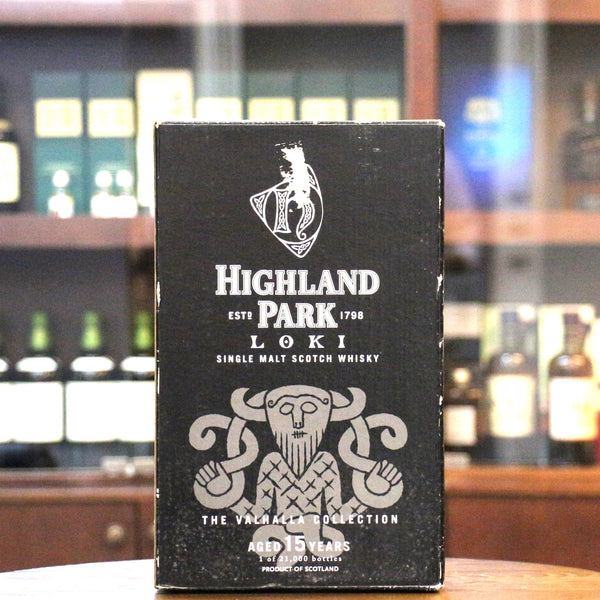 HIGHLAND
PARK
ESTD 1798
LOKI
SINGLE MALT SCOTCH WHISKY
THE VALHALLA COLLECTION
AGED 15 YEARS
1 of 21,000 bottles
PRODUCT OF SCOTLAND